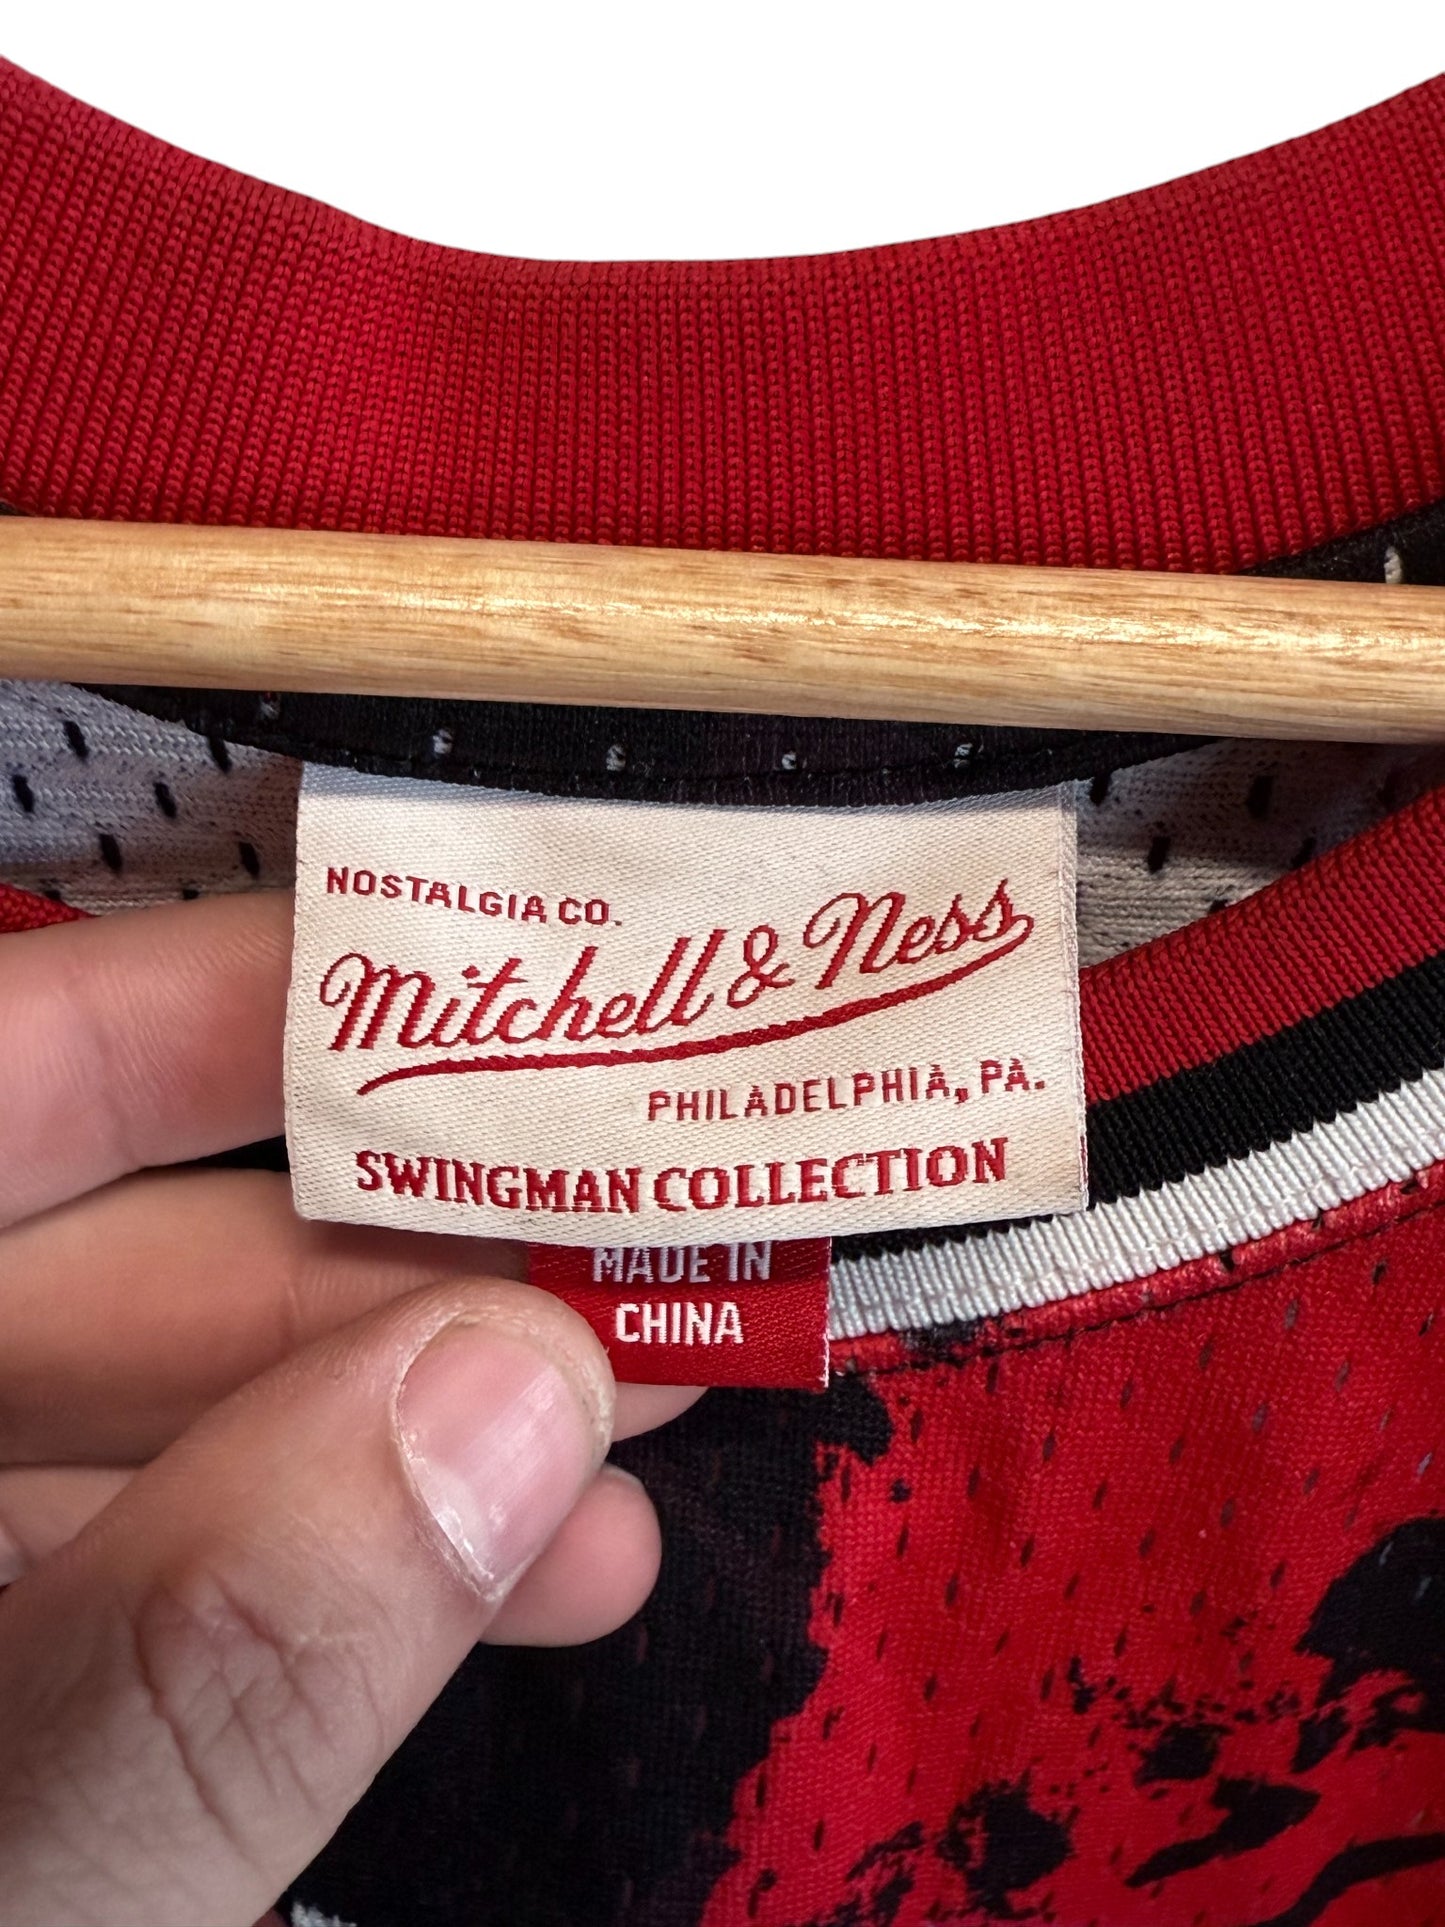 NOSTALGIA CO.
Mitchell & Ness
PHILADELPHIA, PA.
SWINGMAN COLLECTION
MADE IN
CHINA